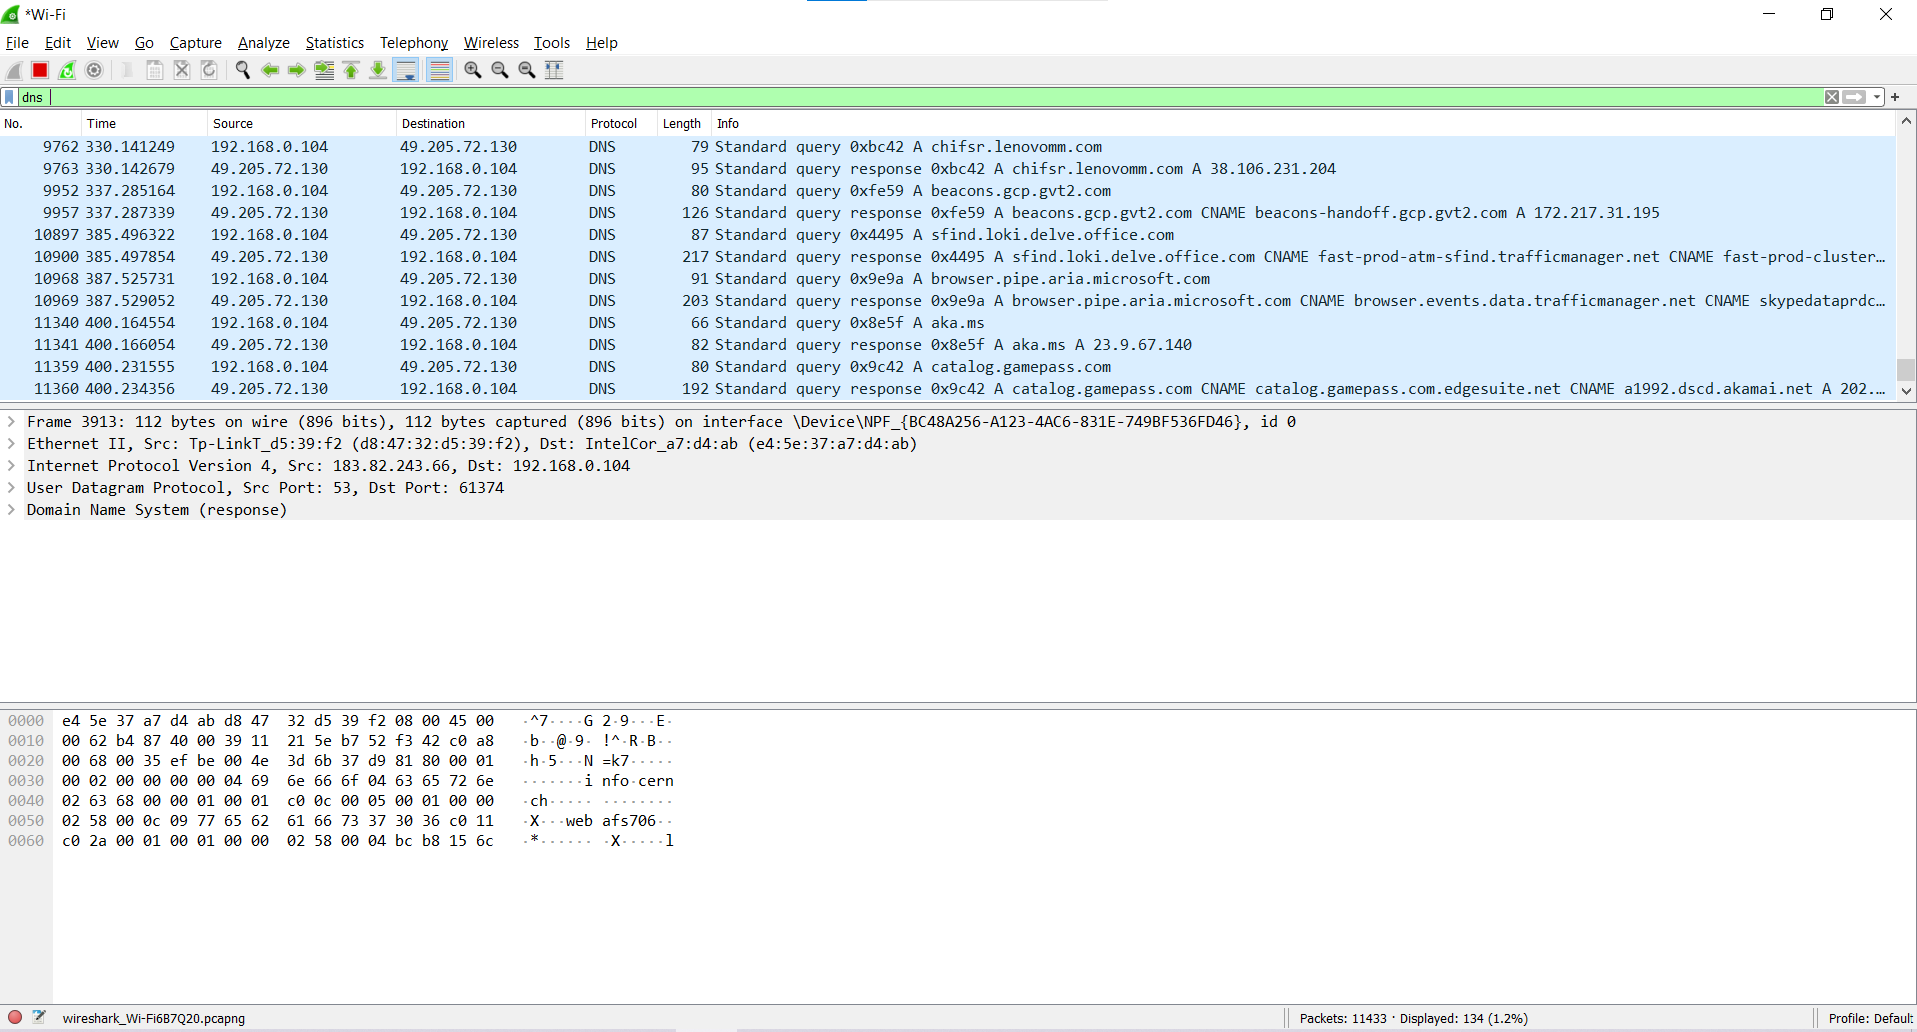 *Wi-Fi
File Edit View Go Capture Analyze Statistics Telephony Wireless Tools Help
dns
No. Time Source Destination Protocol Length Info
9762 330.141249 192.168.0.104 49.205.72.130 DNS 79 Standard query 0xbc42 A chifsr.lenovomm.com
9763 330.142679 49.205.72.130 192.168.0.104 DNS 95 Standard query response 0xbc42 A chifsr.lenovomm.com A 38.106.231.204
9952 337.285164 192.168.0.104 49.205.72.130 DNS 80 Standard query 0xfe59 A beacons.gcp.gvt2.com
9957 337.287339 49.205.72.130 192.168.0.104 DNS 126 Standard query response 0xfe59 A beacons.gcp.gvt2.com CNAME beacons-handoff.gcp.gvt2.com A 172.217.31.195
10897 385.496322 192.168.0.104 49.205.72.130 DNS 87 Standard query 0x4495 A sfind.loki.delve.office.com
10900 385.497854 49.205.72.130 192.168.0.104 DNS 217 Standard query response 0x4495 A sfind.loki.delve.office.com CNAME fast-prod-atm-sfind.trafficmanager.net CNAME fast-prod-cluster…
10968 387.525731 192.168.0.104 49.205.72.130 DNS 91 Standard query 0x9e9a A browser.pipe.aria.microsoft.com
10969 387.529052 49.205.72.130 192.168.0.104 DNS 203 Standard query response 0x9e9a A browser.pipe.aria.microsoft.com CNAME browser.events.data.trafficmanager.net CNAME skypedataprdc…
11340 400.164554 192.168.0.104 49.205.72.130 DNS 66 Standard query 0x8e5f A aka.ms
11341 400.166054 49.205.72.130 192.168.0.104 DNS 82 Standard query response 0x8e5f A aka.ms A 23.9.67.140
11359 400.231555 192.168.0.104 49.205.72.130 DNS 80 Standard query 0x9c42 A catalog.gamepass.com
11360 400.234356 49.205.72.130 192.168.0.104 DNS 192 Standard query response 0x9c42 A catalog.gamepass.com CNAME catalog.gamepass.com.edgesuite.net CNAME a1992.dscd.akamai.net A 202.…
Frame 3913: 112 bytes on wire (896 bits), 112 bytes captured (896 bits) on interface \Device\NPF_{BC48A256-A123-4AC6-831E-749BF536FD46}, id 0
Ethernet II, Src: Tp-LinkT_d5:39:f2 (d8:47:32:d5:39:f2), Dst: IntelCor_a7:d4:ab (e4:5e:37:a7:d4:ab)
Internet Protocol Version 4, Src: 183.82.243.66, Dst: 192.168.0.104
User Datagram Protocol, Src Port: 53, Dst Port: 61374
Domain Name System (response)
0000 e4 5e 37 a7 d4 ab d8 47 32 d5 39 f2 08 00 45 00 ·^7····G 2·9···E·
0010 00 62 b4 87 40 00 39 11 21 5e b7 52 f3 42 c0 a8 ·b··@·9· !^·R·B··
0020 00 68 00 35 ef be 00 4e 3d 6b 37 d9 81 80 00 01 ·h·5···N =k7·····
0030 00 02 00 00 00 00 04 69 6e 66 6f 04 63 65 72 6e ·······i nfo·cern
0040 02 63 68 00 00 01 00 01 c0 0c 00 05 00 01 00 00 ·ch····· ········
0050 02 58 00 0c 09 77 65 62 61 66 73 37 30 36 c0 11 ·X···web afs706··
0060 c0 2a 00 01 00 01 00 00 02 58 00 04 bc b8 15 6c ·*······ ·X·····l
wireshark_Wi-Fi6B7Q20.pcapng Packets: 11433 · Displayed: 134 (1.2%) Profile: Default